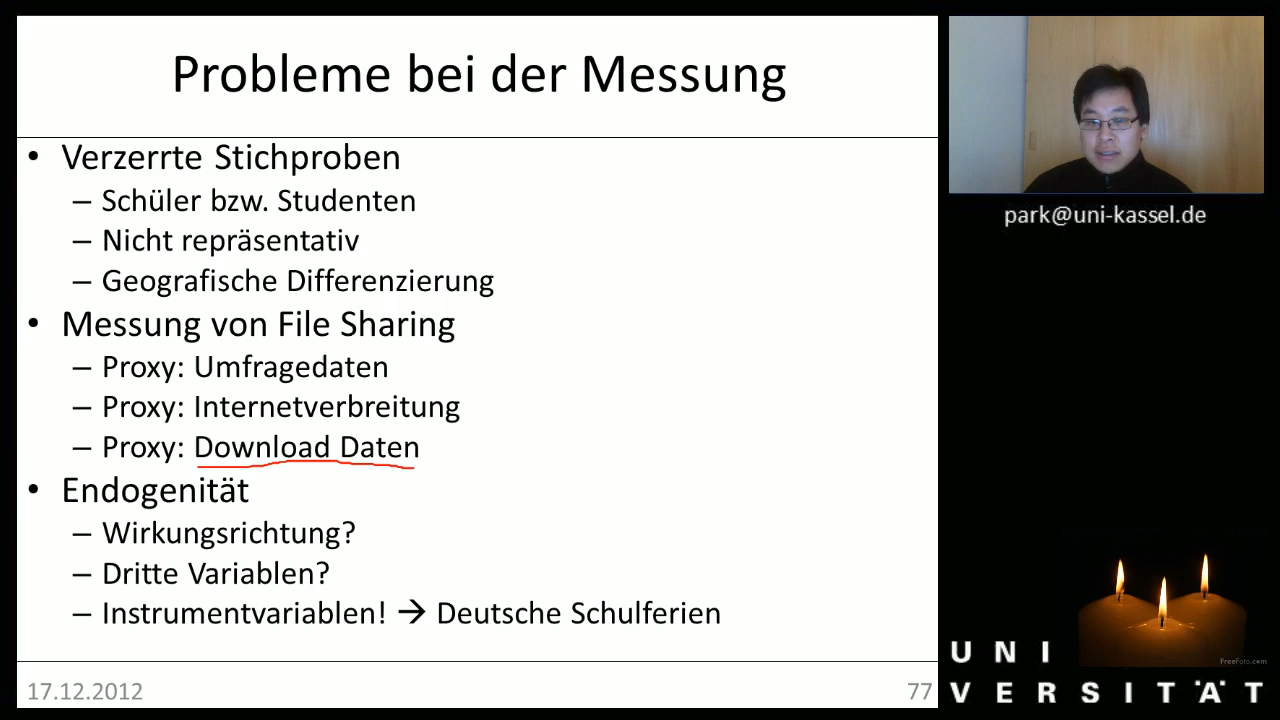 Probleme bei der Messung
• Verzerrte Stichproben
– Schüler bzw. Studenten
– Nicht repräsentativ
– Geografische Differenzierung
• Messung von File Sharing
– Proxy: Umfragedaten
– Proxy: Internetverbreitung
– Proxy: Download Daten
• Endogenität
– Wirkungsrichtung?
– Dritte Variablen?
– Instrumentvariablen! → Deutsche Schulferien
17.12.2012
77
park@uni-kassel.de
FreeFoto.com
U N I
V E R S I T Ä T